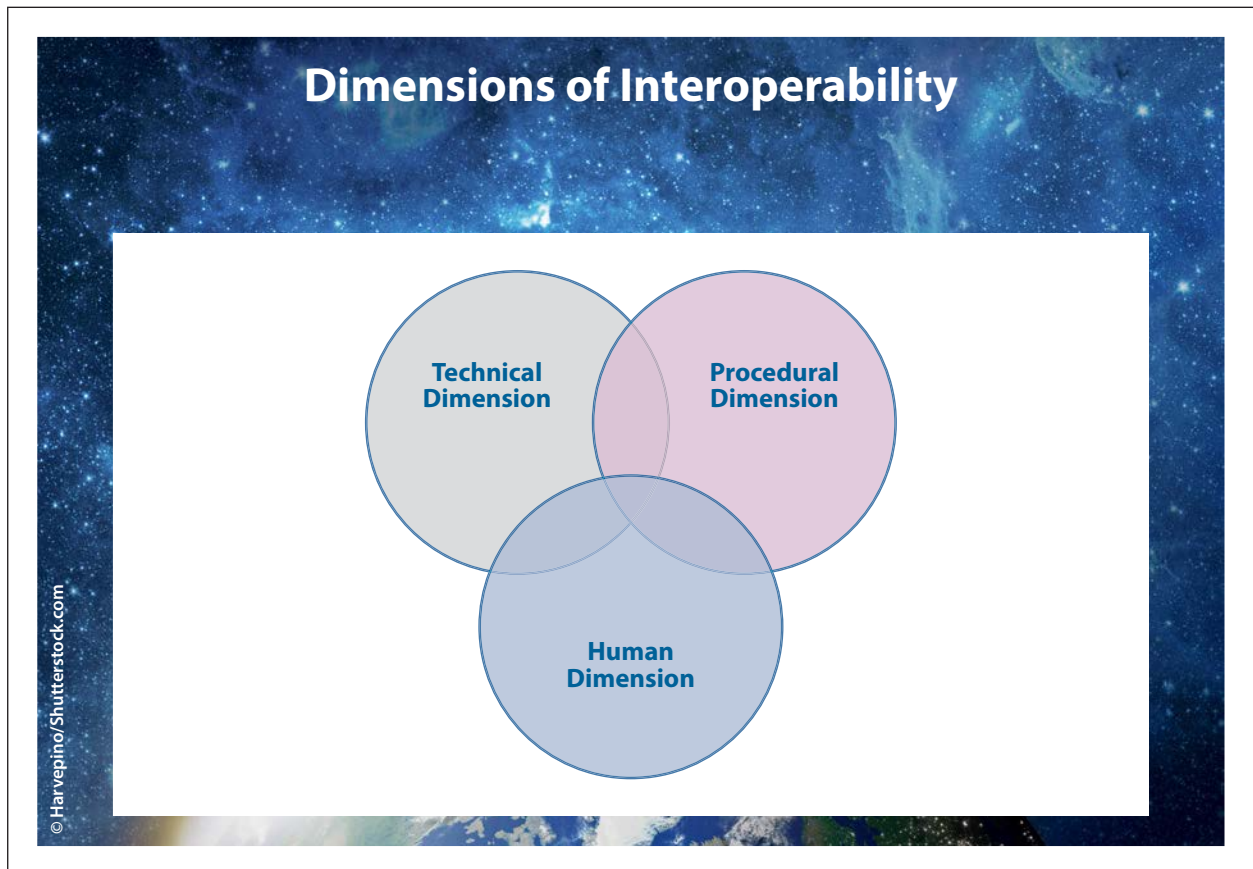 Dimensions of Interoperability
Technical
Dimension
Procedural
Dimension
Human
Dimension
© Harvepino/Shutterstock.com